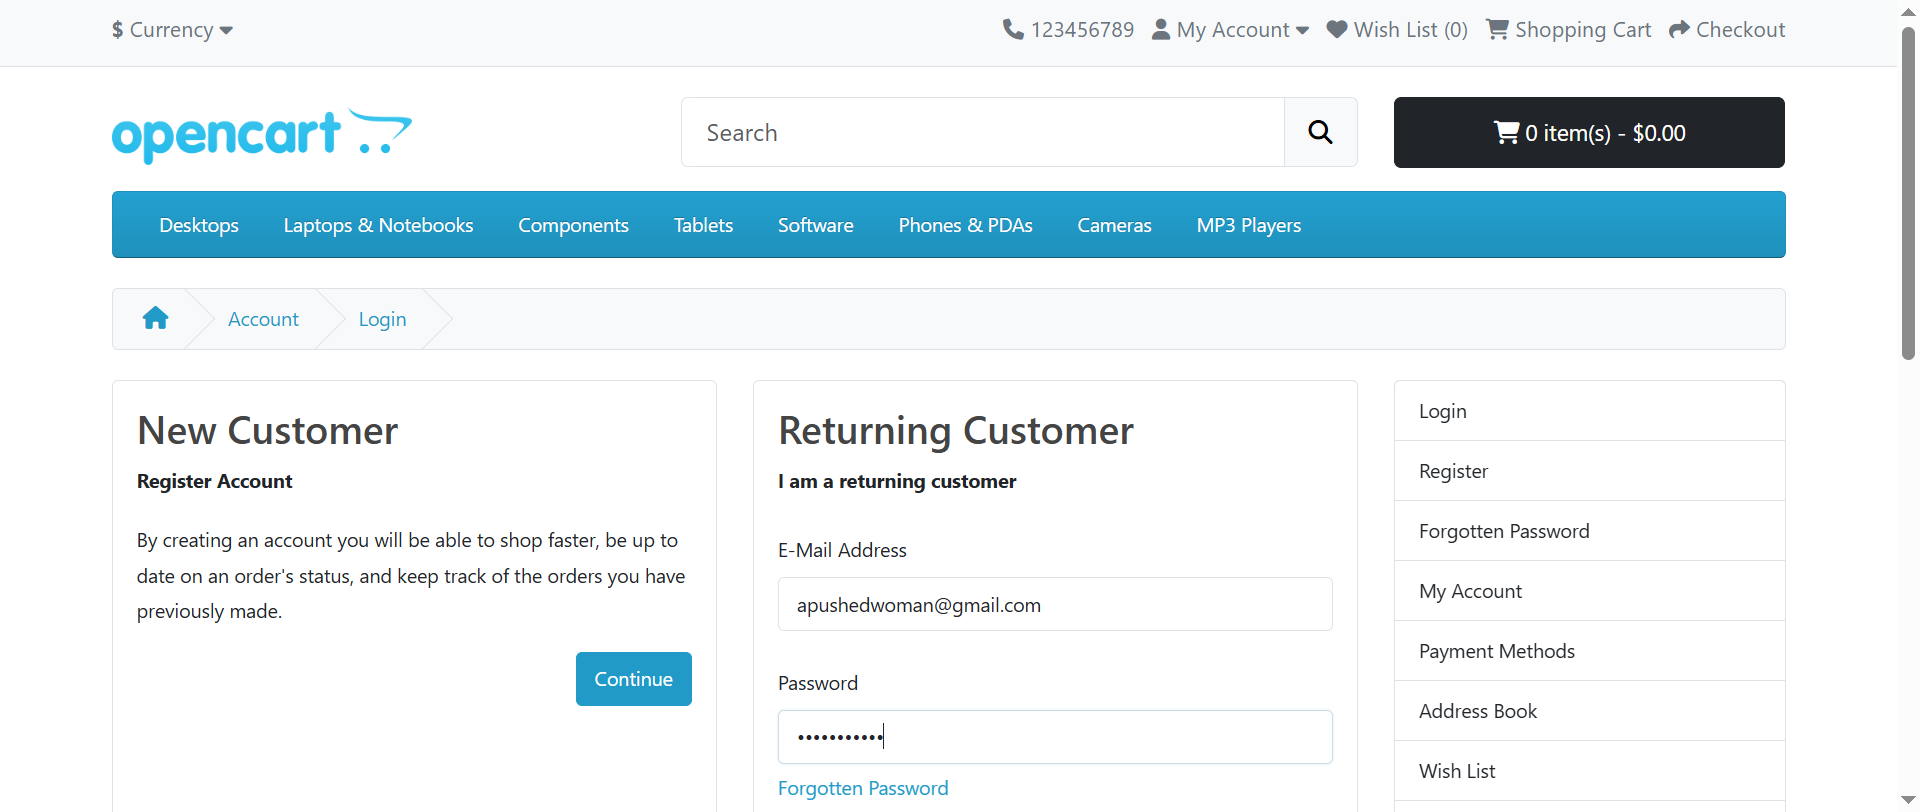 $ Currency
123456789 My Account Wish List (0) Shopping Cart Checkout
opencart
Search
0 item(s) - $0.00
Desktops Laptops & Notebooks Components Tablets Software Phones & PDAs Cameras MP3 Players
Account Login
New Customer
Register Account
By creating an account you will be able to shop faster, be up to
date on an order's status, and keep track of the orders you have
previously made.
Continue
Returning Customer
I am a returning customer
E-Mail Address
apushedwoman@gmail.com
Password
•••••••••••
Forgotten Password
Login
Register
Forgotten Password
My Account
Payment Methods
Address Book
Wish List